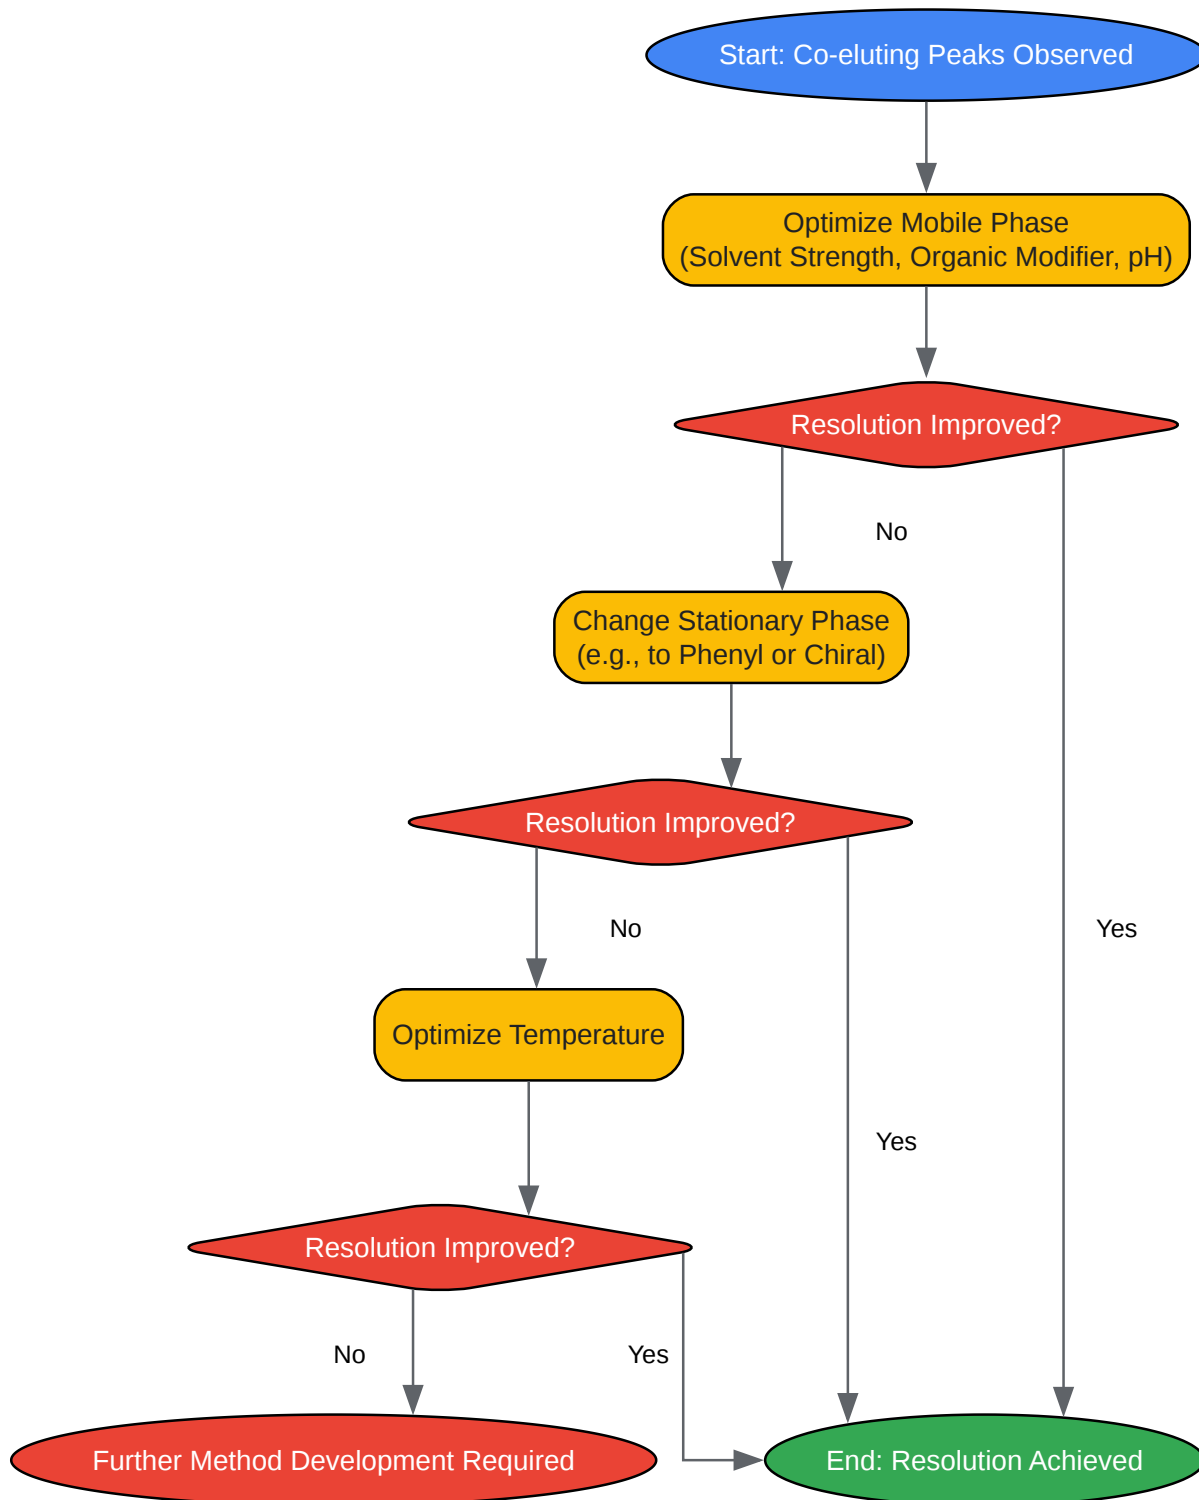 Start: Co-eluting Peaks Observed
Optimize Mobile Phase
(Solvent Strength, Organic Modifier, pH)
Resolution Improved?
No
Change Stationary Phase
(e.g., to Phenyl or Chiral)
Resolution Improved?
No
Yes
Optimize Temperature
Yes
Resolution Improved?
No
Yes
Further Method Development Required
End: Resolution Achieved